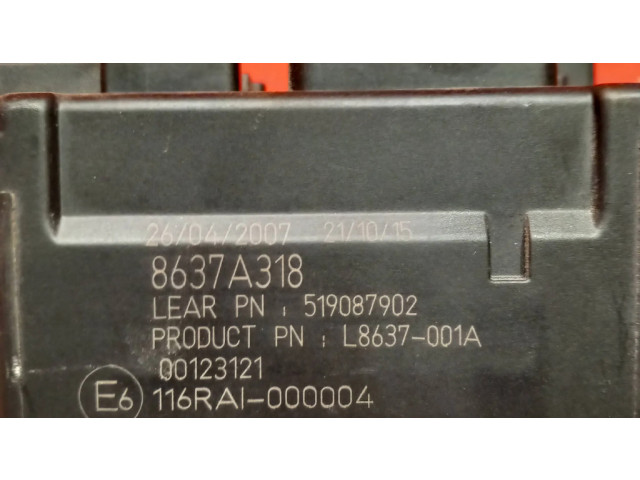 26/04/2007 21/10/15
8637A318
LEAR PN : 519087902
PRODUCT PN : L8637-001A
00123121
E6 116RAI-000004